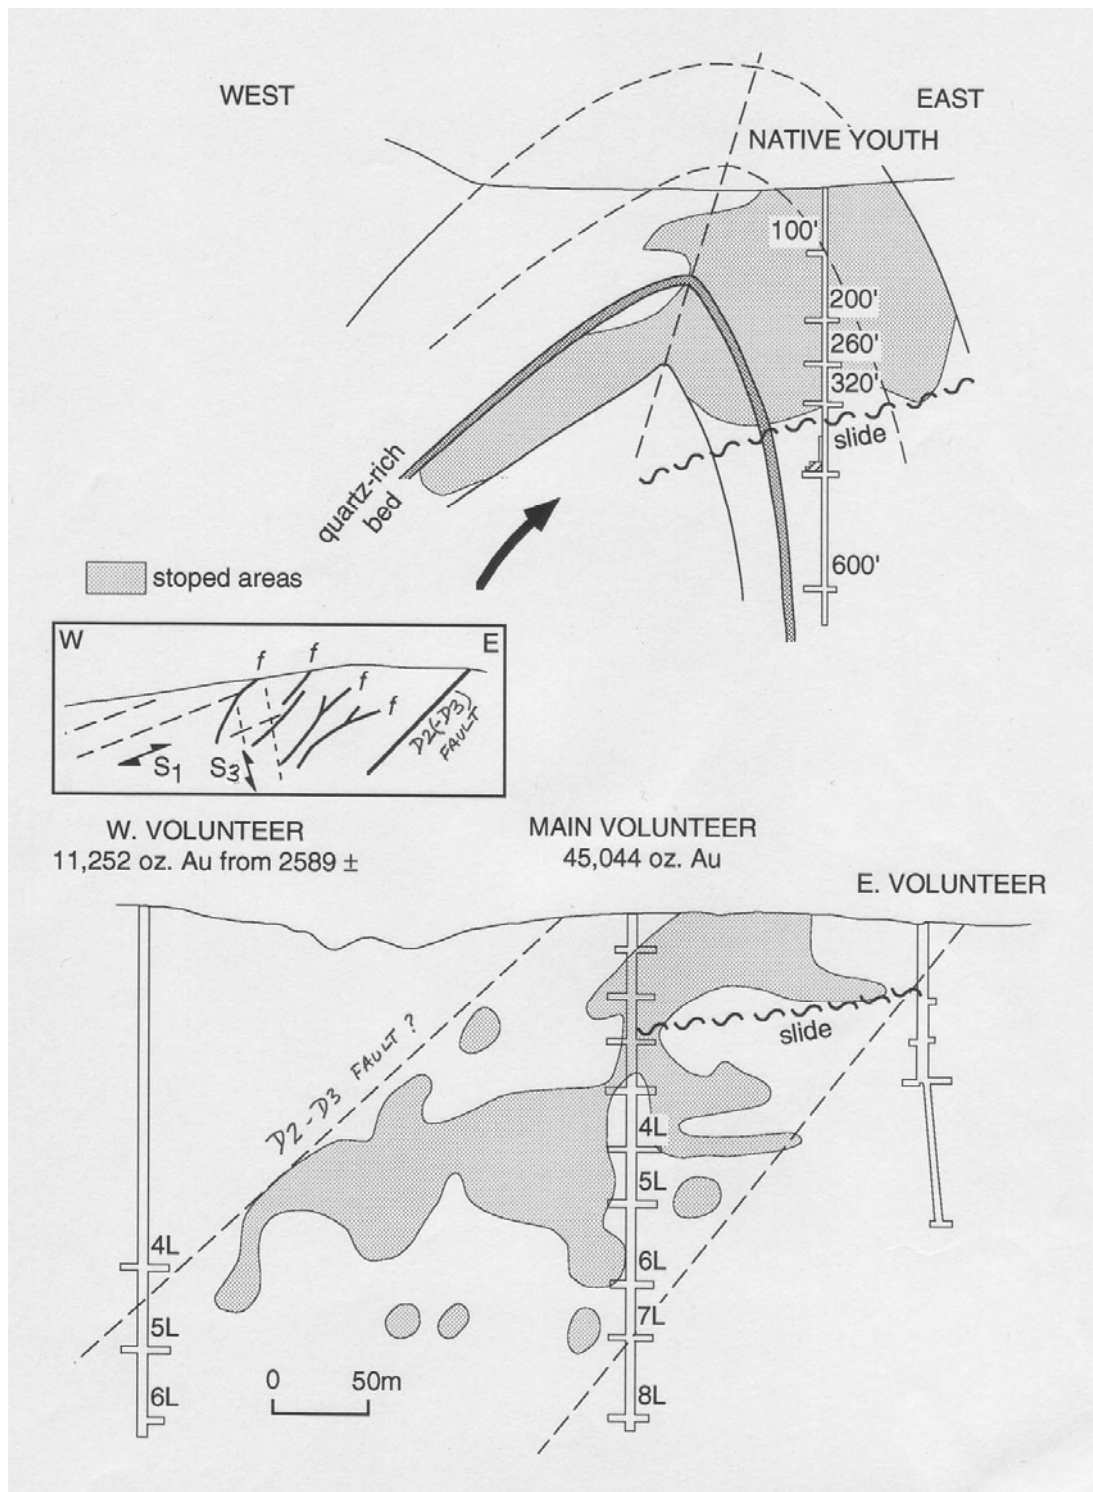 WEST
EAST
NATIVE YOUTH
100'
200'
260'
320'
slide
quartz-rich
bed
600'
stoped areas
W
E
f
f
f
f
D2(-D3)
FAULT
S1
S3
W. VOLUNTEER
11,252 oz. Au from 2589 ±
MAIN VOLUNTEER
45,044 oz. Au
E. VOLUNTEER
slide
D2-D3 FAULT ?
4L
5L
4L
6L
5L
7L
0
50m
6L
8L